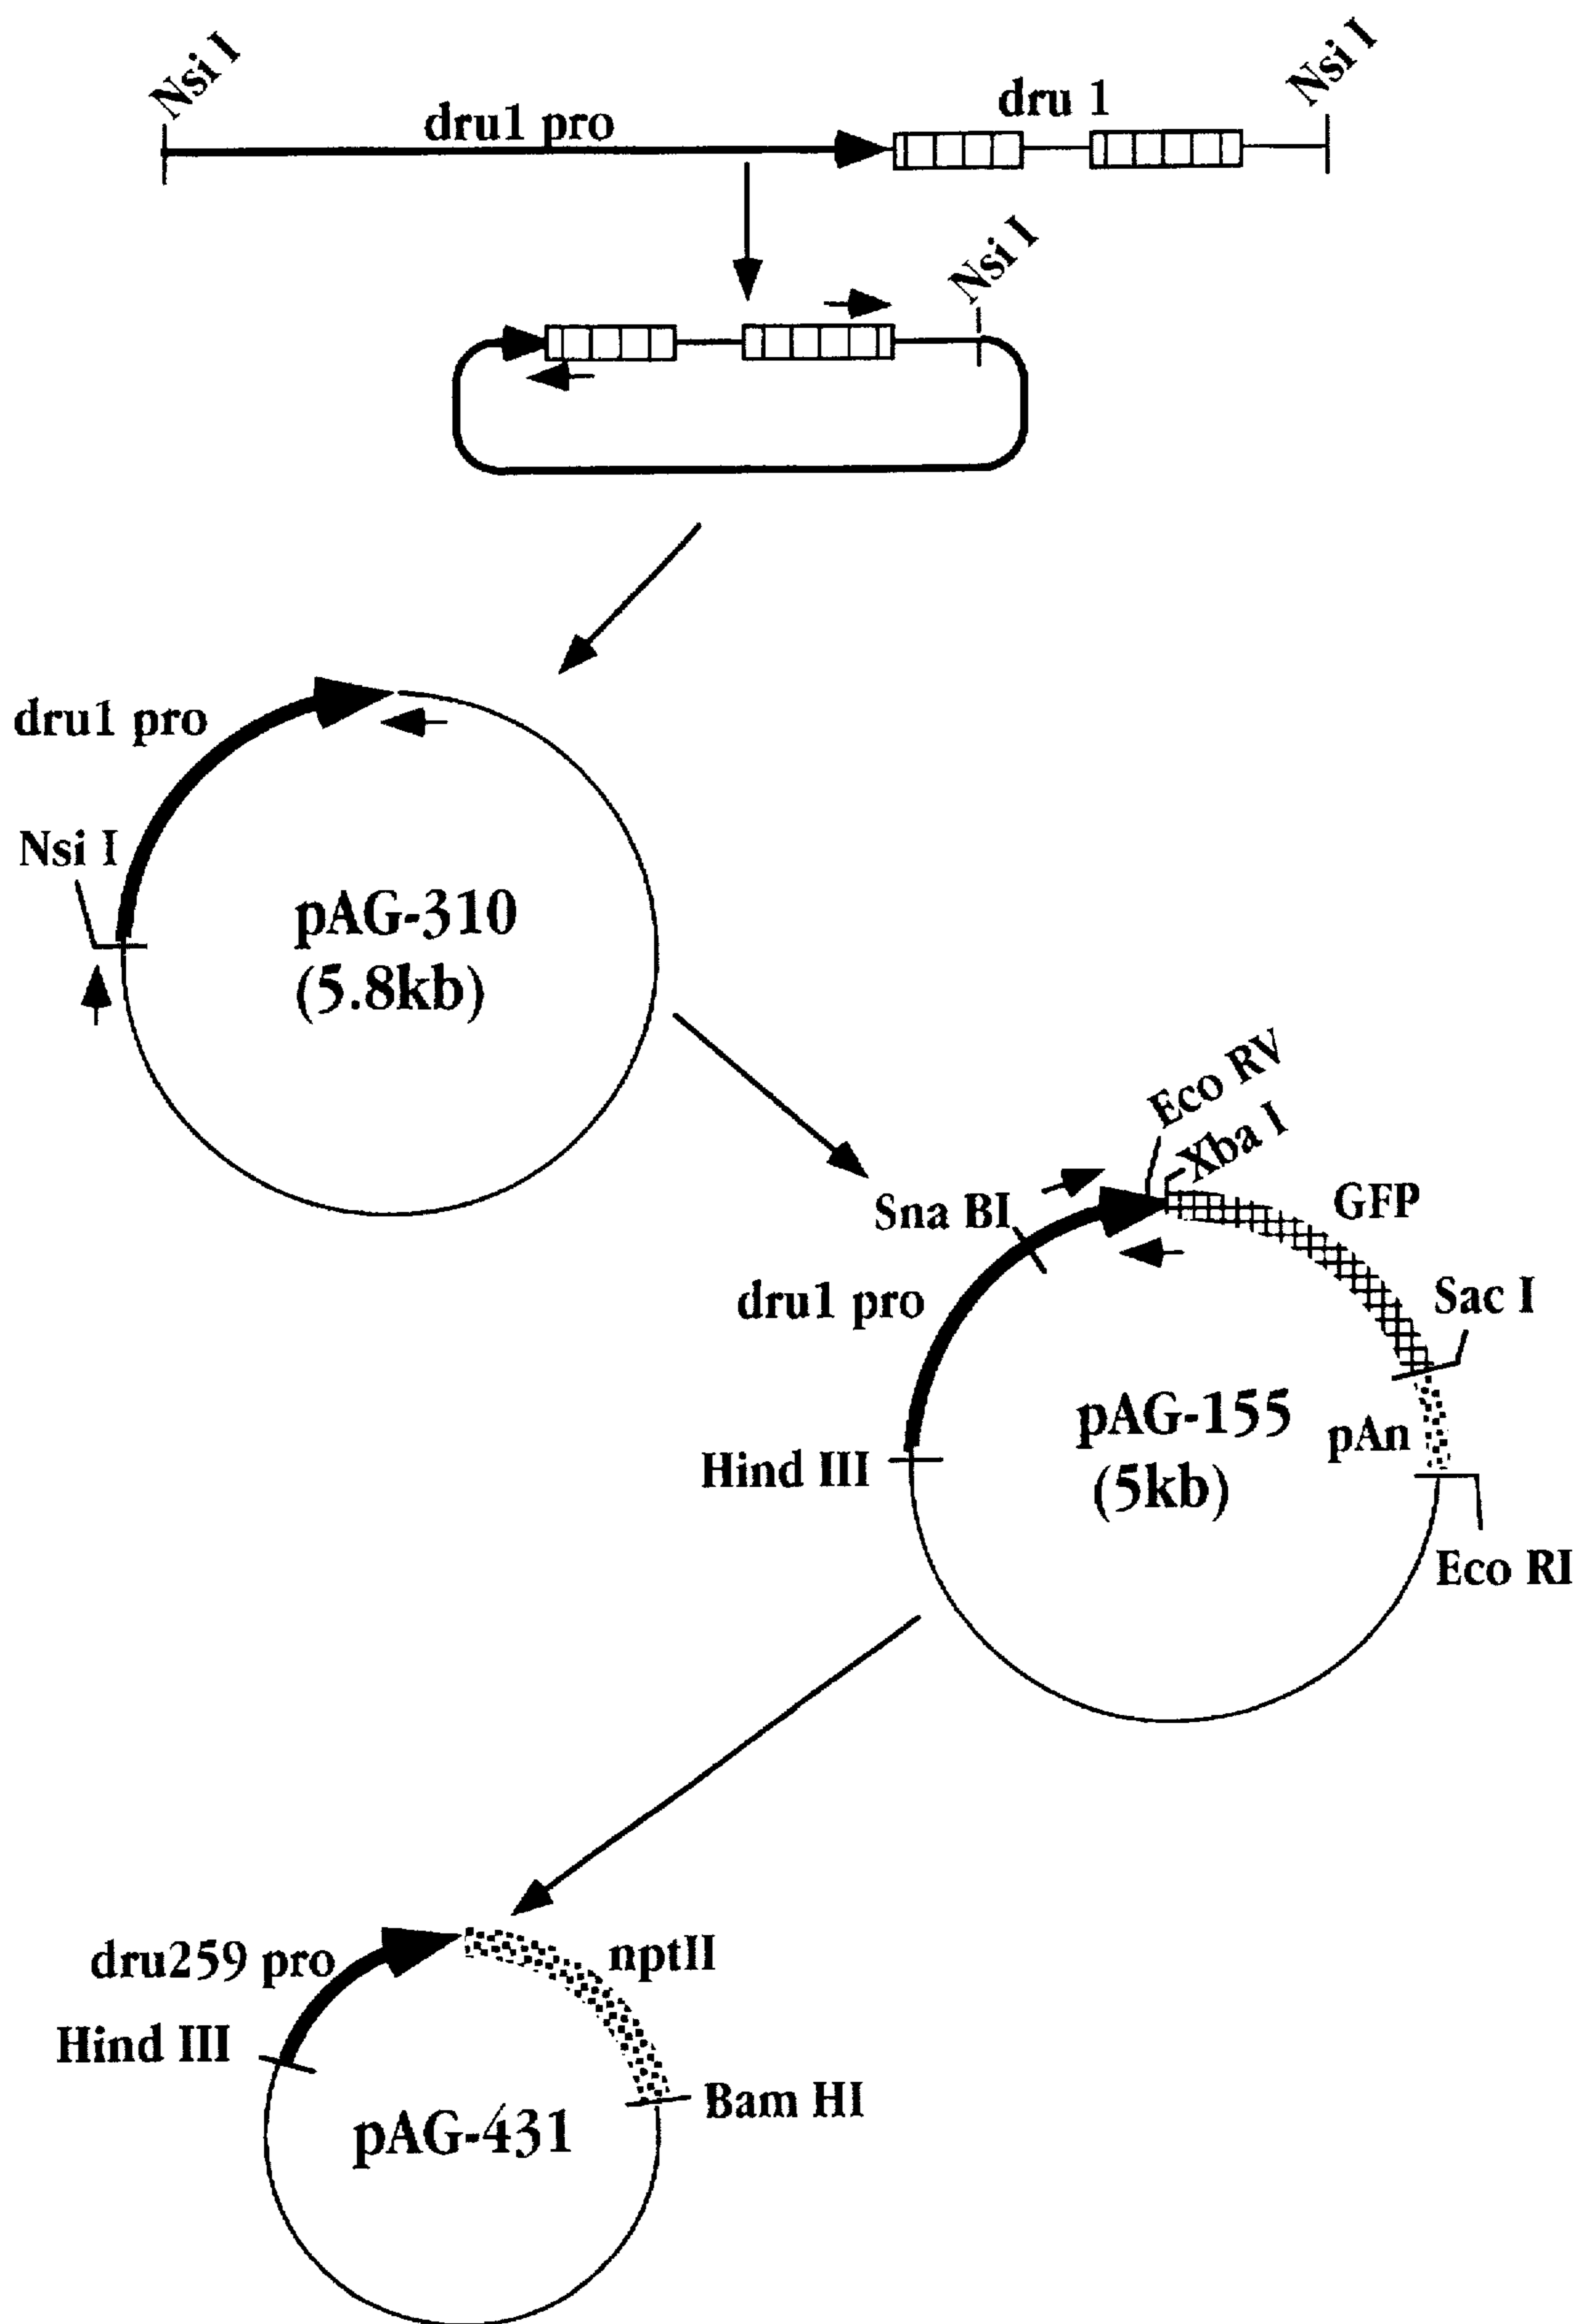 Nsi I
dru1 pro
dru 1
Nsi I
Nsi I
dru1 pro
Nsi I
pAG-310
(5.8kb)
Eco RV
Xba I
Sna BI
GFP
dru1 pro
Sac I
pAG-155
(5kb)
pAn
Hind III
Eco RI
dru259 pro
nptII
Hind III
Bam HI
pAG-431